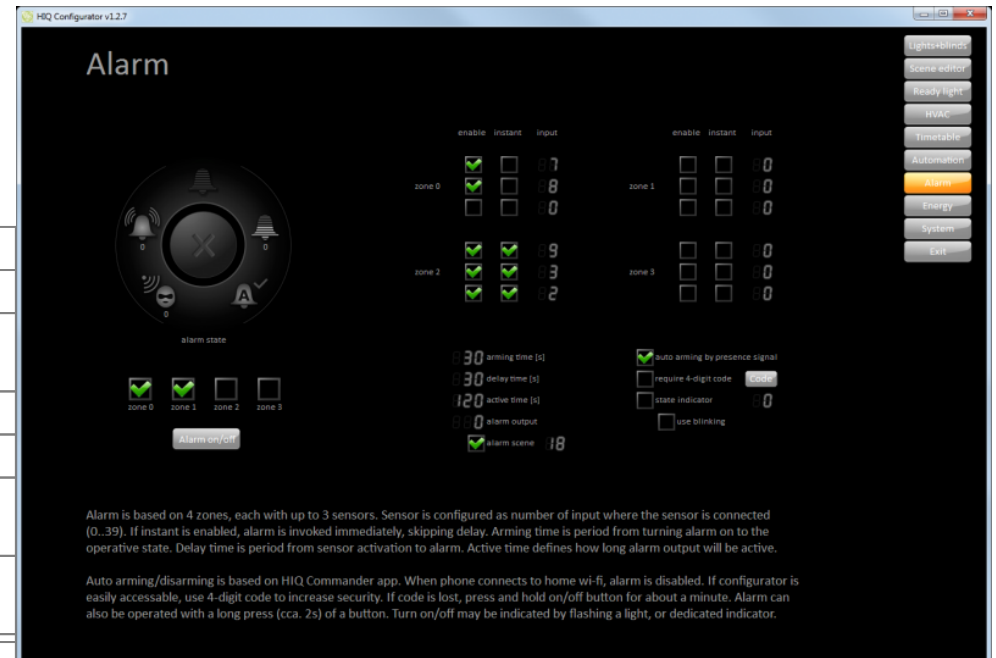 HIQ Configurator v1.2.7
Alarm
Lights+blinds
Scene editor
Ready light
HVAC
Timetable
Automation
Alarm
Energy
System
Exit
enable instant input
7
zone 0 8
0
enable instant input
0
zone 1 0
0
9
zone 2 3
2
0
zone 3 0
0
0
0
0
A
alarm state
zone 0 zone 1 zone 2 zone 3
Alarm on/off
30 arming time [s]
30 delay time [s]
120 active time [s]
0 alarm output
alarm scene 18
auto arming by presence signal
require 4-digit code Code
state indicator 0
use blinking
Alarm is based on 4 zones, each with up to 3 sensors. Sensor is configured as number of input where the sensor is connected
(0..39). If instant is enabled, alarm is invoked immediately, skipping delay. Arming time is period from turning alarm on to the
operative state. Delay time is period from sensor activation to alarm. Active time defines how long alarm output will be active.
Auto arming/disarming is based on HIQ Commander app. When phone connects to home wi-fi, alarm is disabled. If configurator is
easily accessable, use 4-digit code to increase security. If code is lost, press and hold on/off button for about a minute. Alarm can
also be operated with a long press (cca. 2s) of a button. Turn on/off may be indicated by flashing a light, or dedicated indicator.